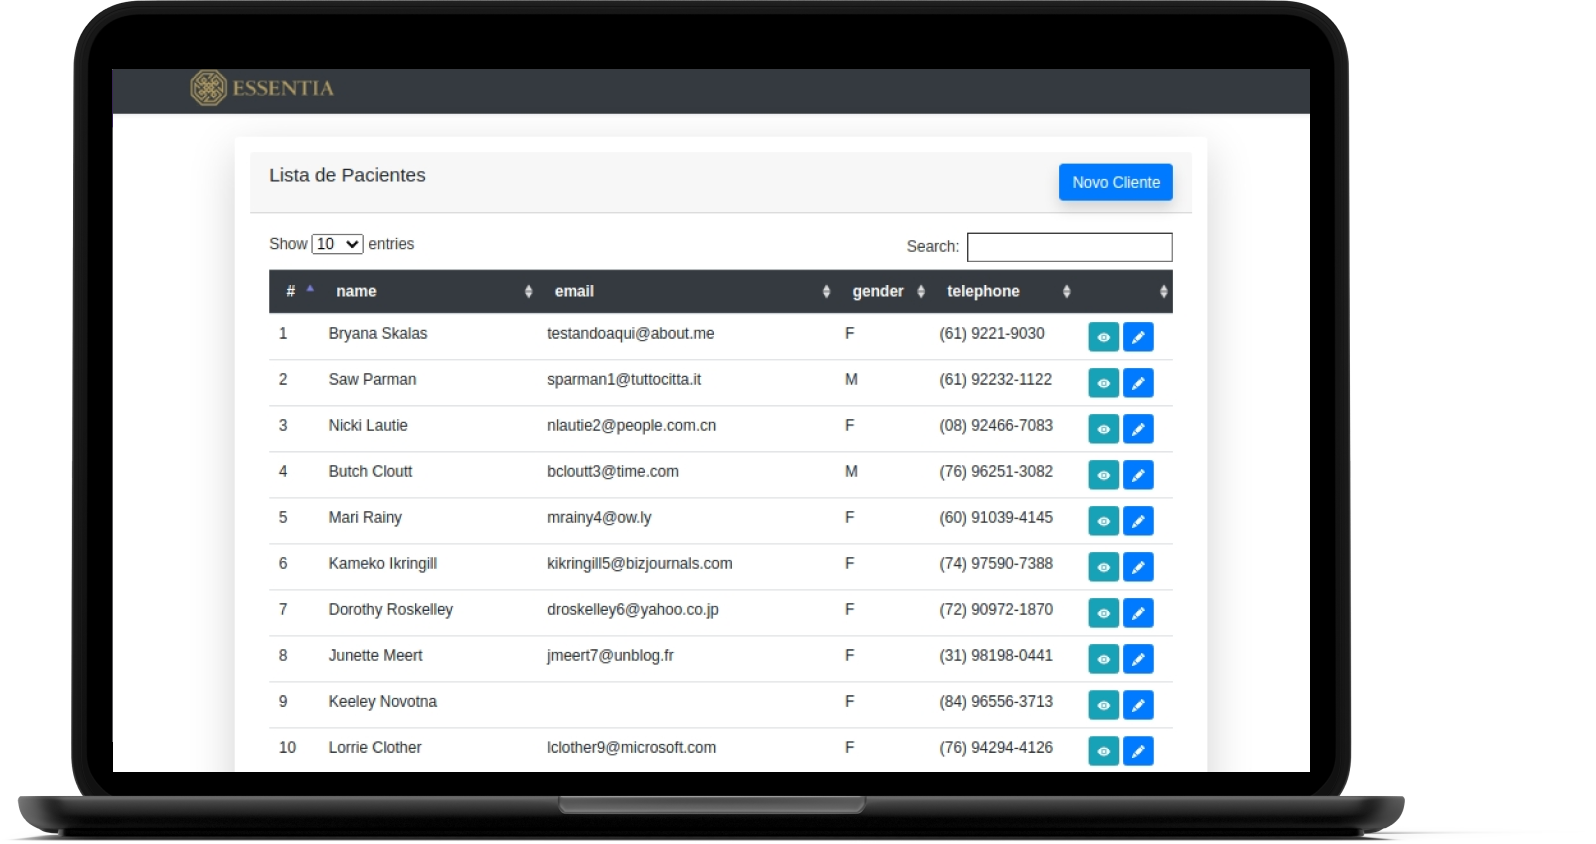 ESSENTIA
Lista de Pacientes
Novo Cliente
Show 10 entries
Search:
# name email gender telephone
1 Bryana Skalas testandoaqui@about.me F (61) 9221-9030
2 Saw Parman sparman1@tuttocitta.it M (61) 92232-1122
3 Nicki Lautie nlautie2@people.com.cn F (08) 92466-7083
4 Butch Cloutt bcloutt3@time.com M (76) 96251-3082
5 Mari Rainy mrainy4@ow.ly F (60) 91039-4145
6 Kameko Ikringill kikringill5@bizjournals.com F (74) 97590-7388
7 Dorothy Roskelley droskelley6@yahoo.co.jp F (72) 90972-1870
8 Junette Meert jmeert7@unblog.fr F (31) 98198-0441
9 Keeley Novotna F (84) 96556-3713
10 Lorrie Clother lclother9@microsoft.com F (76) 94294-4126